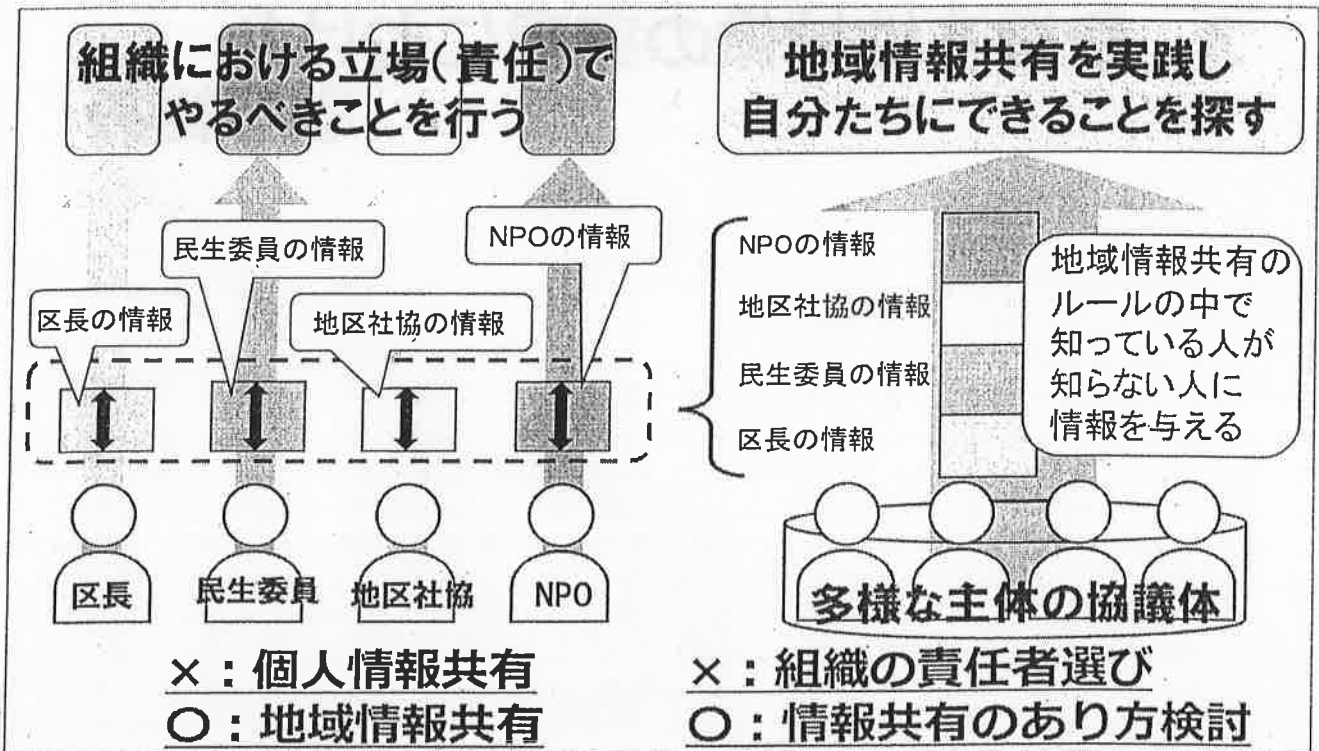 組織における立場(責任)で
やるべきことを行う
民生委員の情報
NPOの情報
区長の情報
地区社協の情報
区長
民生委員
地区社協
NPO
×:個人情報共有
〇:地域情報共有
地域情報共有を実践し
自分たちにできることを探す
NPOの情報
地区社協の情報
民生委員の情報
区長の情報
地域情報共有の
ルールの中で
知っている人が
知らない人に
情報を与える
多様な主体の協議体
×:組織の責任者選び
〇:情報共有のあり方検討